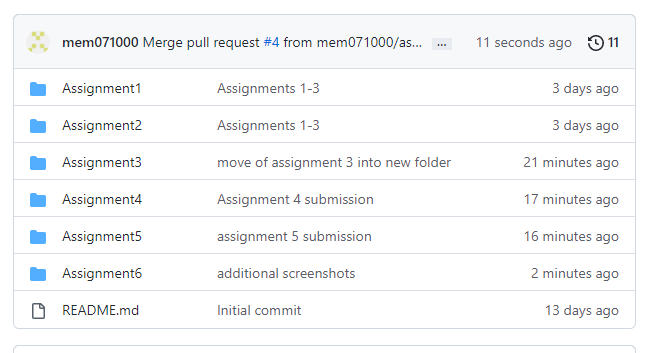 mem071000 Merge pull request #4 from mem071000/as... ... 11 seconds ago 11
Assignment1 Assignments 1-3 3 days ago
Assignment2 Assignments 1-3 3 days ago
Assignment3 move of assignment 3 into new folder 21 minutes ago
Assignment4 Assignment 4 submission 17 minutes ago
Assignment5 assignment 5 submission 16 minutes ago
Assignment6 additional screenshots 2 minutes ago
README.md Initial commit 13 days ago